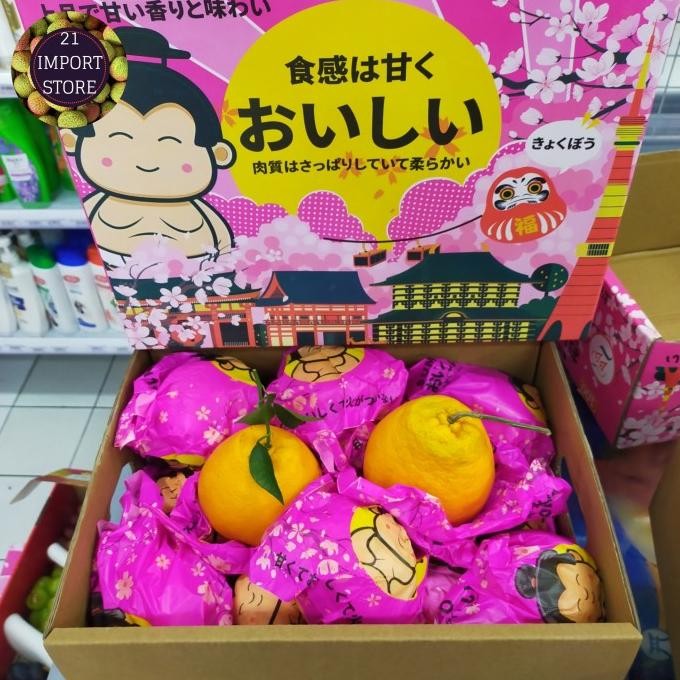 上品で甘い香りと味わい
21
IMPORT
STORE
食感は甘く
おいしい
肉質はさっぱりしていて柔らかい
きょくぼう
福